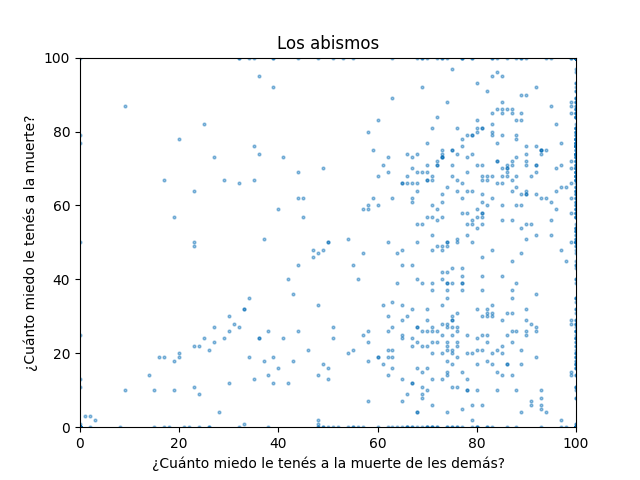 Los abismos
100
80
60
40
20
0
¿Cuánto miedo le tenés a la muerte?
0 20 40 60 80 100
¿Cuánto miedo le tenés a la muerte de les demás?